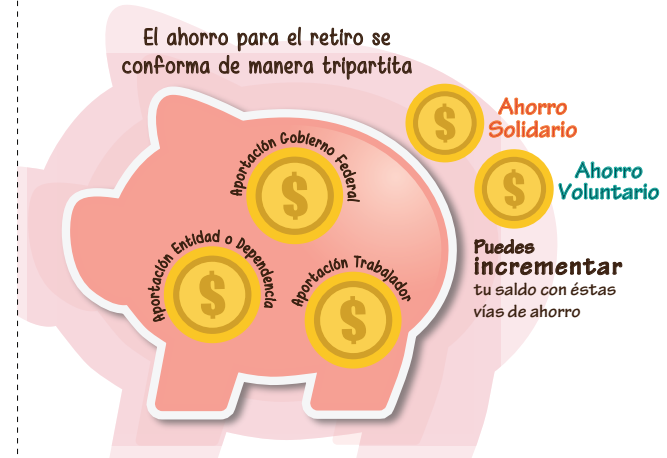 El ahorro para el retiro se
conforma de manera tripartita
Ahorro
Solidario
Ahorro
Voluntario
Aportación Gobierno Federal
$
$
$
Aportación Entidad o Dependencia
$
Aportación Trabajador
$
Puedes
incrementar
tu saldo con éstas
vías de ahorro